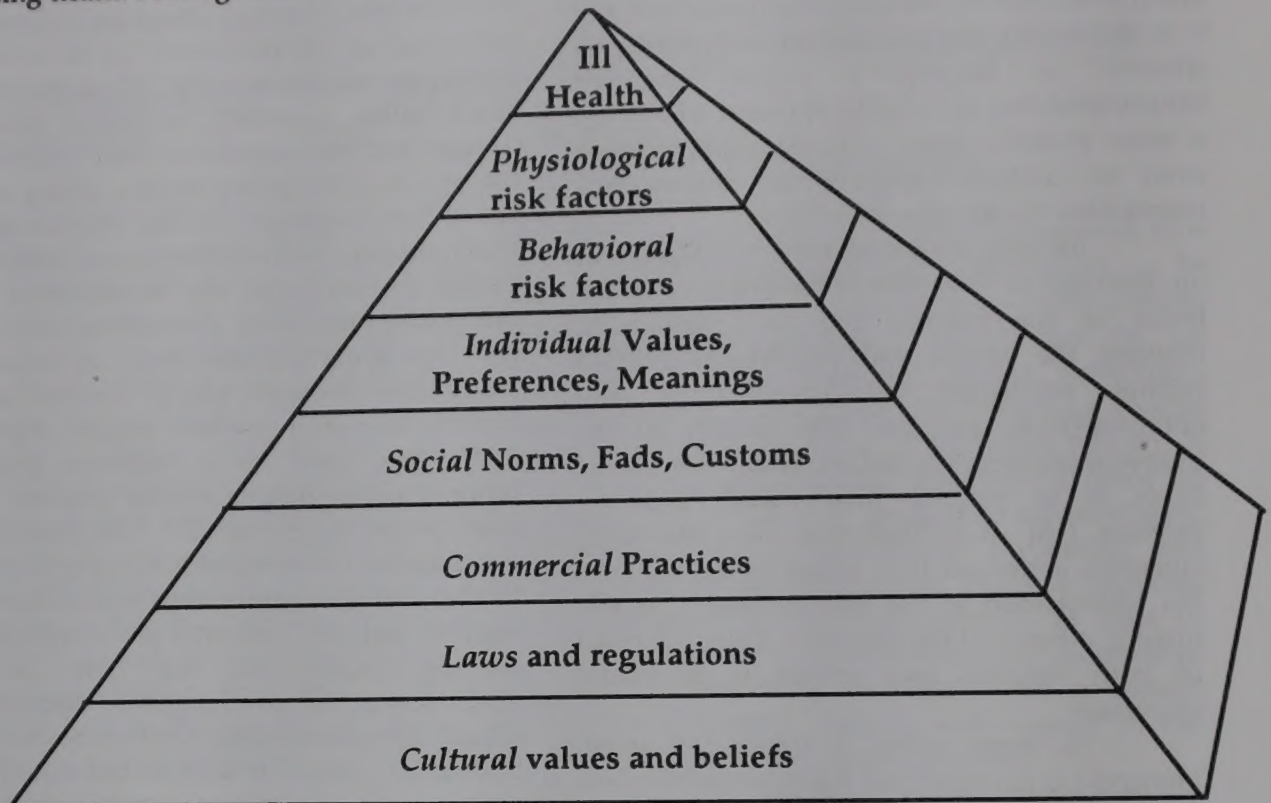 Ill
Health
Physiological
risk factors
Behavioral
risk factors
Individual Values,
Preferences, Meanings
Social Norms, Fads, Customs
Commercial Practices
Laws and regulations
Cultural values and beliefs